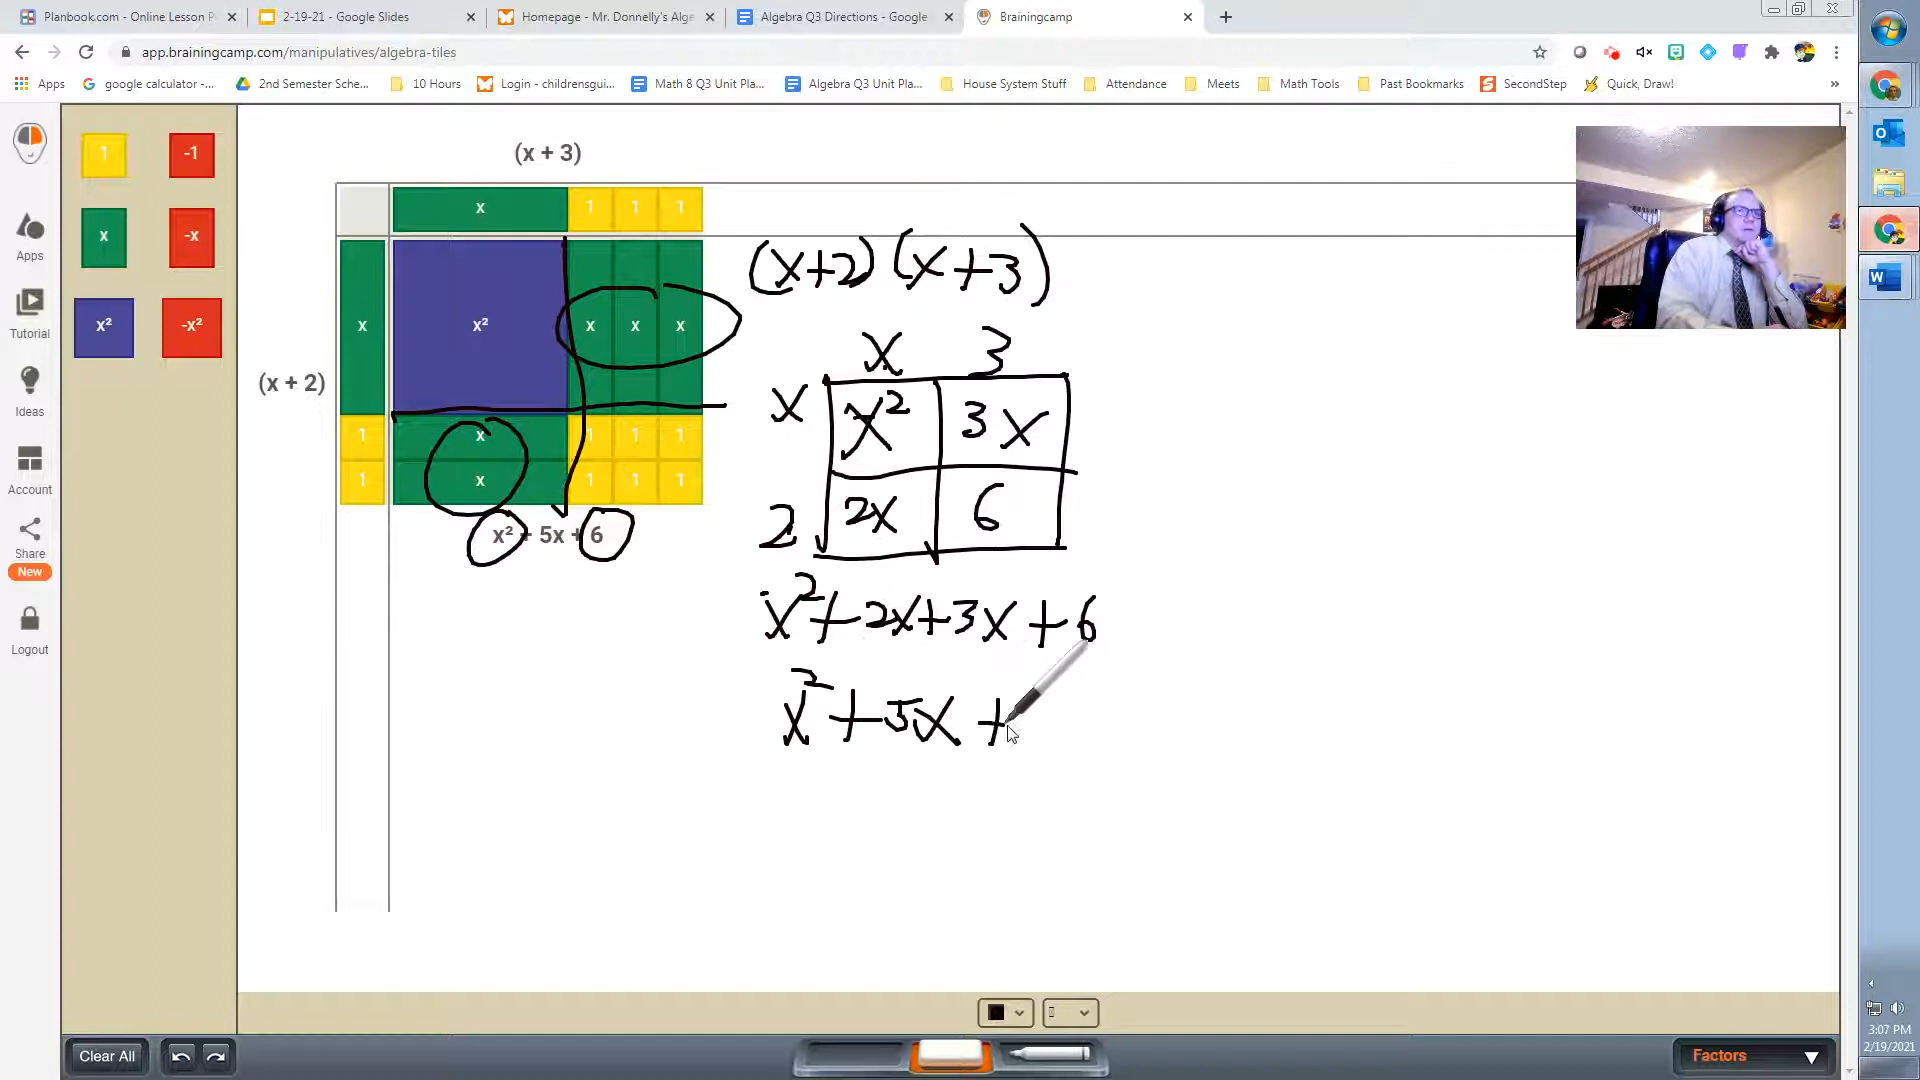 Planbook.com - Online Lesson P
2-19-21 - Google Slides
Homepage - Mr. Donnelly's Alge
Algebra Q3 Directions - Google
Brainingcamp
app.brainingcamp.com/manipulatives/algebra-tiles
Apps
google calculator -...
2nd Semester Sche...
10 Hours
Login - childrensgui...
Math 8 Q3 Unit Pla...
Algebra Q3 Unit Pla...
House System Stuff
Attendance
Meets
Math Tools
Past Bookmarks
SecondStep
Quick, Draw!
»
1 -1
x -x
x² -x²
Apps
Tutorial
Ideas
Account
Share
New
Logout
(x + 3)
x 1 1 1
x x² x x x
(x + 2)
1 x 1 1 1
1 x 1 1 1
x² + 5x + 6
(x+2)(x+3)
x 3
x x² 3x
2 2x 6
x²+2x+3x+6
x²+5x+
Clear All
Factors
3:07 PM
2/19/2021